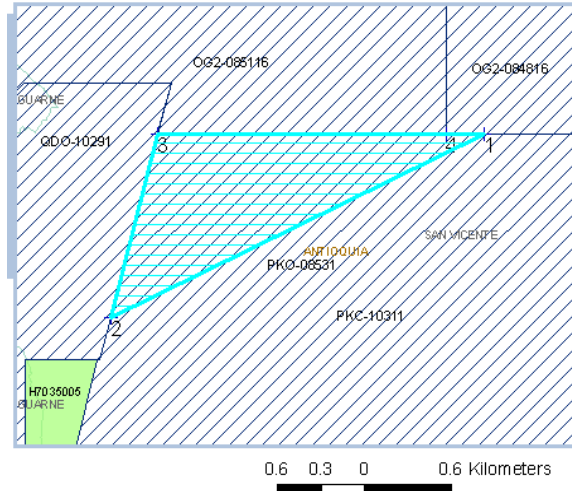 OG2-085116
OG2-084816
GUARNE
QDO-10291
3
4
1
SAN VICENTE
ANTIOQUIA
PKO-08531
PKC-10311
2
H7035005
GUARNE
0.6 0.3 0 0.6 Kilometers